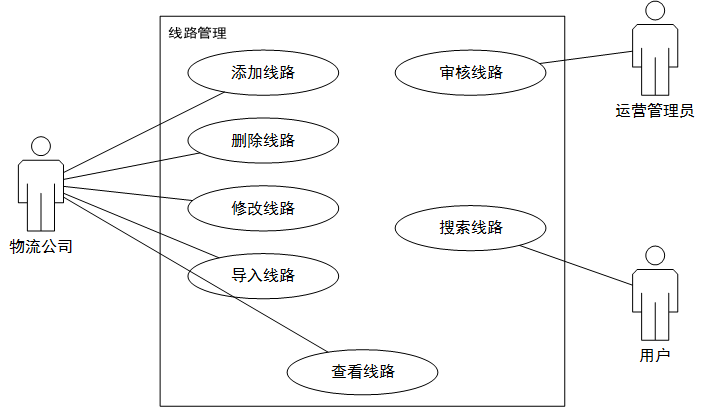 线路管理
添加线路
审核线路
运营管理员
删除线路
修改线路
搜索线路
物流公司
导入线路
用户
查看线路